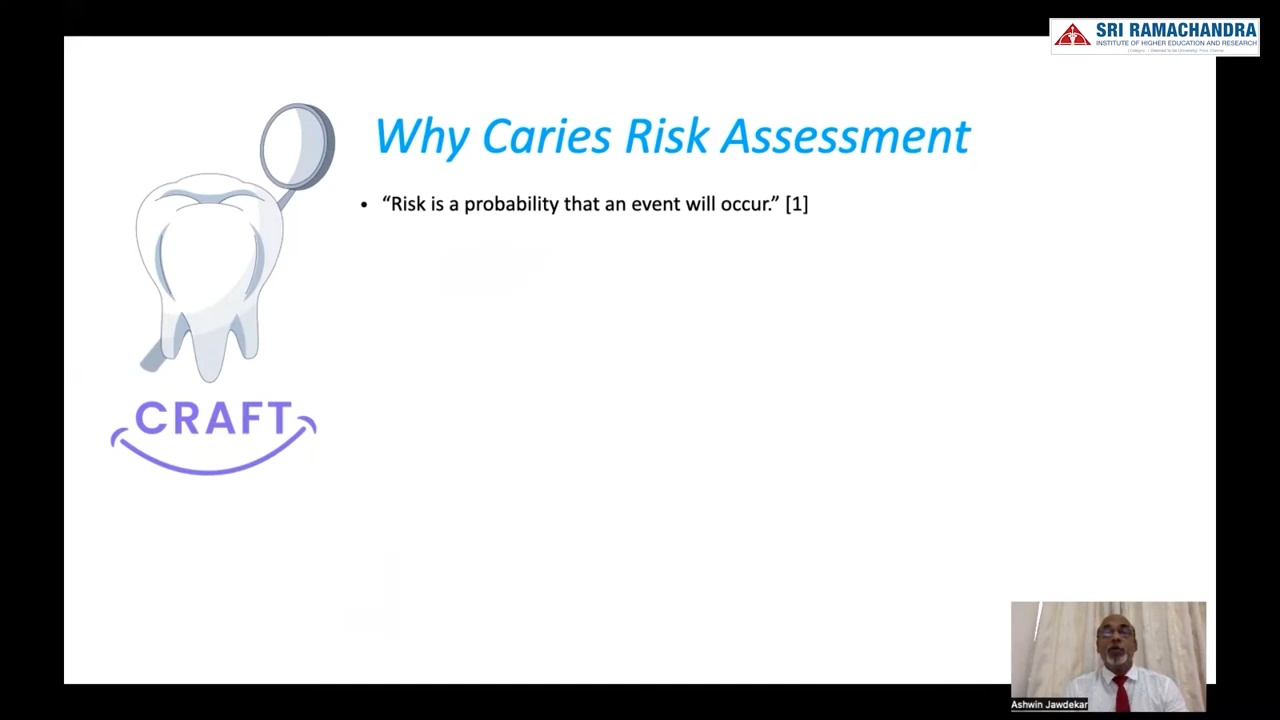 SRI RAMACHANDRA
INSTITUTE OF HIGHER EDUCATION AND RESEARCH
Why Caries Risk Assessment
• “Risk is a probability that an event will occur.” [1]
CRAFT
Ashwin Jawdekar